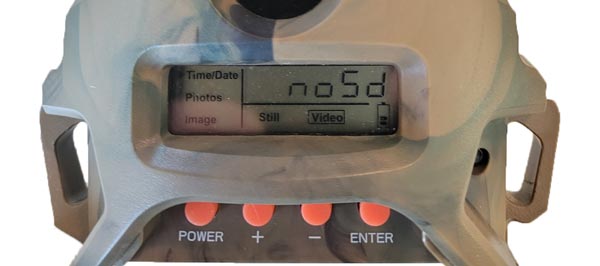 Time/Date
noSd
Photos
Image
Still Video
POWER + - ENTER